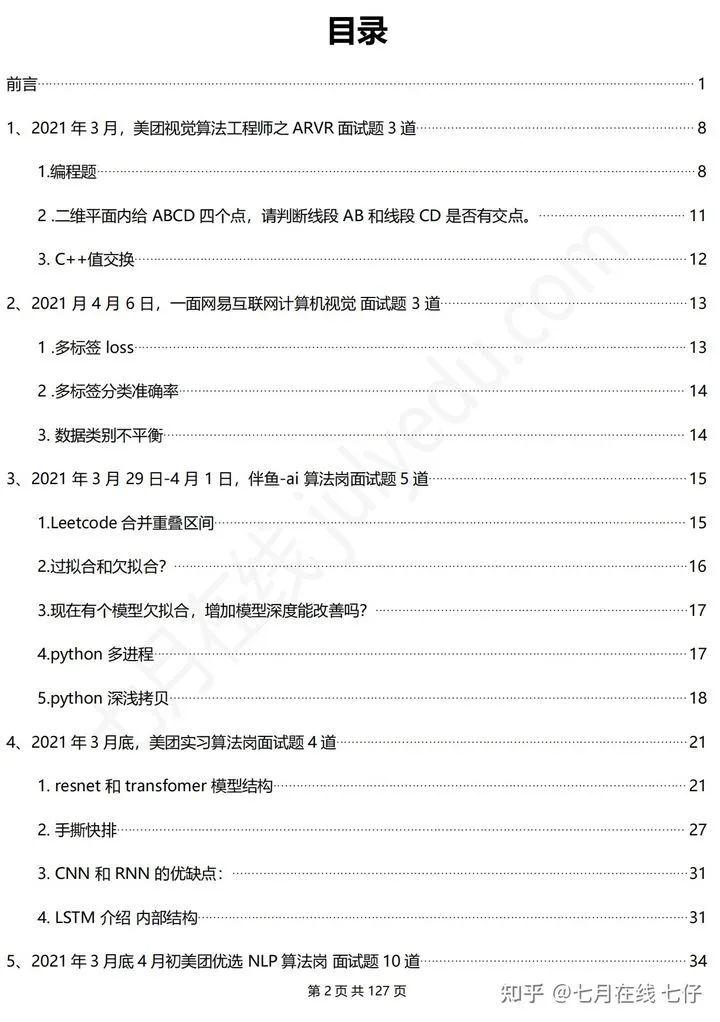 目录
前言 1
1、2021 年 3 月，美团视觉算法工程师之 ARVR 面试题 3 道 8
1.编程题 8
2 .二维平面内给 ABCD 四个点，请判断线段 AB 和线段 CD 是否有交点。 11
3. C++值交换 12
2、2021 月 4 月 6 日，一面网易互联网计算机视觉 面试题 3 道 13
1 .多标签 loss 13
2 .多标签分类准确率 14
3. 数据类别不平衡 14
3、2021 年 3 月 29 日-4 月 1 日，伴鱼-ai 算法岗面试题 5 道 15
1.Leetcode 合并重叠区间 15
2.过拟合和欠拟合？ 16
3.现在有个模型欠拟合，增加模型深度能改善吗？ 17
4.python 多进程 17
5.python 深浅拷贝 18
4、2021 年 3 月底，美团实习算法岗面试题 4 道 21
1. resnet 和 transfomer 模型结构 21
2. 手撕快排 27
3. CNN 和 RNN 的优缺点： 31
4. LSTM 介绍 内部结构 31
5、2021 年 3 月底 4 月初美团优选 NLP 算法岗 面试题 10 道 34
第 2 页 共 127 页
知乎 @七月在线 七仔
七月在线 julyedu.com